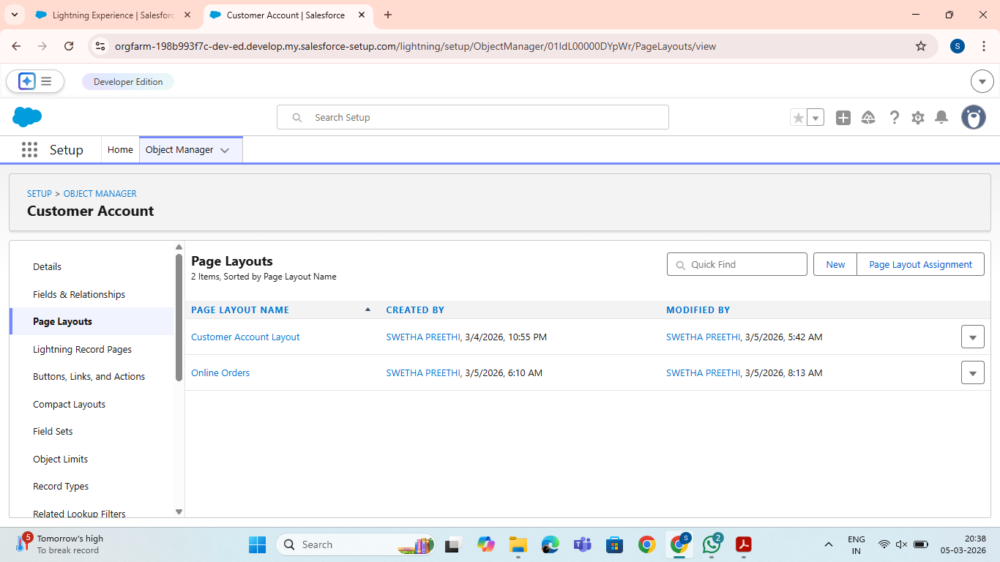 Lightning Experience | Salesforc
Customer Account | Salesforce
orgfarm-198b993f7c-dev-ed.develop.my.salesforce-setup.com/lightning/setup/ObjectManager/01IdL00000DYpWr/PageLayouts/view
S
Developer Edition
Search Setup
Setup
Home
Object Manager
SETUP > OBJECT MANAGER
Customer Account
Details
Fields & Relationships
Page Layouts
Lightning Record Pages
Buttons, Links, and Actions
Compact Layouts
Field Sets
Object Limits
Record Types
Related Lookup Filters
Page Layouts
2 Items, Sorted by Page Layout Name
Quick Find
New
Page Layout Assignment
PAGE LAYOUT NAME CREATED BY MODIFIED BY
Customer Account Layout SWETHA PREETHI, 3/4/2026, 10:55 PM SWETHA PREETHI, 3/5/2026, 5:42 AM
Online Orders SWETHA PREETHI, 3/5/2026, 6:10 AM SWETHA PREETHI, 3/5/2026, 8:13 AM
5
Tomorrow's high
To break record
Search
S
2
ENG
IN
20:38
05-03-2026